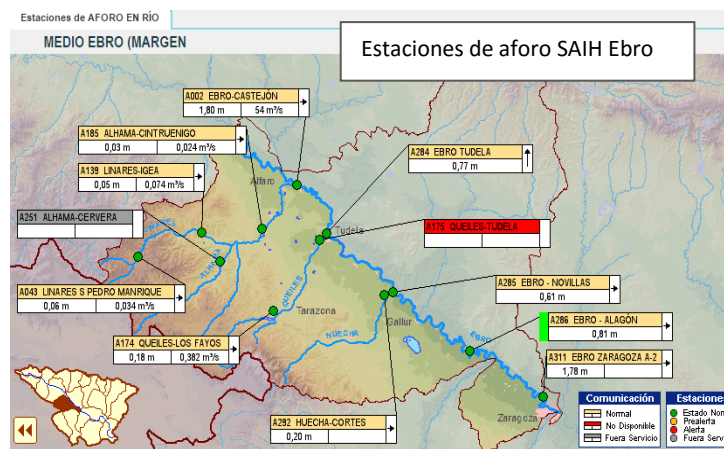 Estaciones de AFORO EN RÍO
MEDIO EBRO (MARGEN
Estaciones de aforo SAIH Ebro
A002 EBRO-CASTEJÓN
1,80 m 54 m³/s
A185 ALHAMA-CINTRUENIGO
0,03 m 0,024 m³/s
A284 EBRO TUDELA
0,77 m
A139 LINARES-IGEA
0,05 m 0,074 m³/s
Alfaro
A251 ALHAMA-CERVERA
A175 QUEILES-TUDELA
Tudela
ALHAMA
QUEILES
A043 LINARES S PEDRO MANRIQUE
0,06 m 0,034 m³/s
A285 EBRO - NOVILLAS
0,61 m
Tarazona
A286 EBRO - ALAGÓN
0,81 m
Gallur
HUECHA
EBRO
A174 QUEILES-LOS FAYOS
0,18 m 0,382 m³/s
A311 EBRO ZARAGOZA A-2
1,78 m
A292 HUECHA-CORTES
0,20 m
Zaragoza
Comunicación
Normal
No Disponible
Fuera Servicio
Estaciones
Estado Nor
Prealerta
Alerta
Fuera Servi